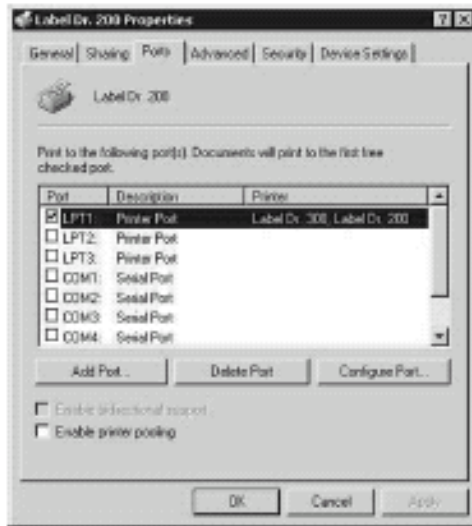 Label Dr. 200 Properties
General Sharing Ports Advanced Security Device Settings
Label Dr. 200
Print to the following port(s). Documents will print to the first free
checked port.
Port Description Printer
LPT1: Printer Port Label Dr. 300, Label Dr. 200
LPT2: Printer Port
LPT3: Printer Port
COM1: Serial Port
COM2: Serial Port
COM3: Serial Port
COM4: Serial Port
Add Port... Delete Port Configure Port...
Enable bidirectional support
Enable printer pooling
OK Cancel Apply